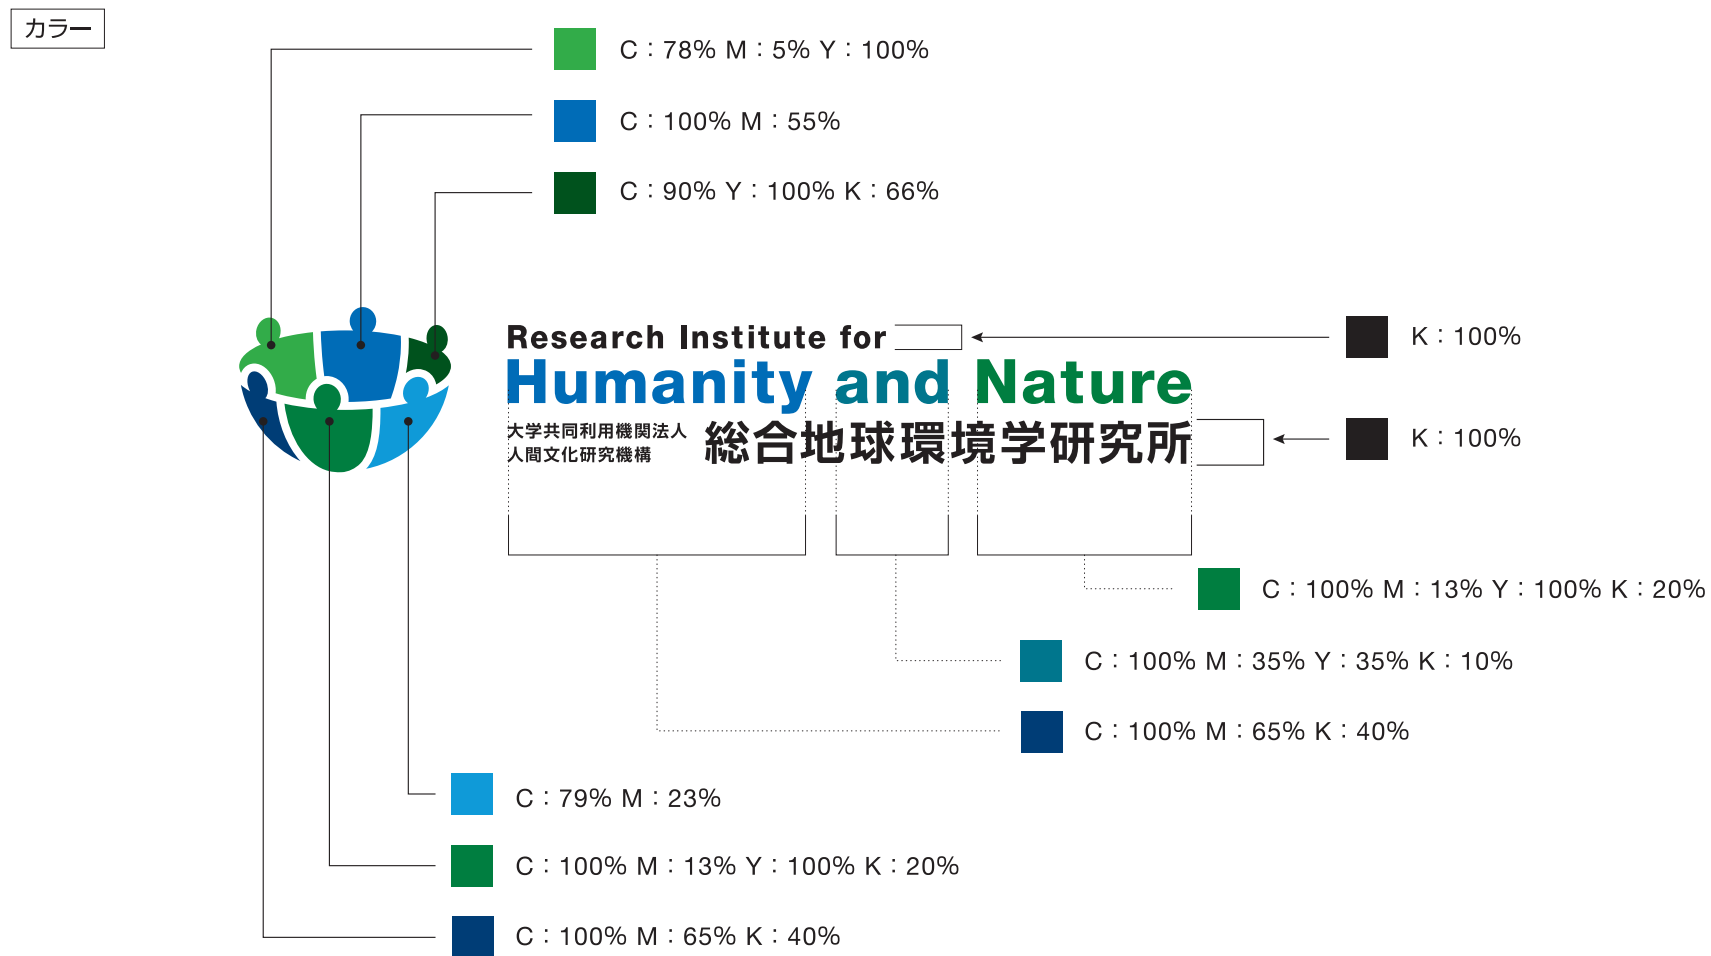 カラー
C：78% M：5% Y：100%
C：100% M：55%
C：90% Y：100% K：66%
Research Institute for
K：100%
Humanity and Nature
大学共同利用機関法人
人間文化研究機構
総合地球環境学研究所
K：100%
C：100% M：13% Y：100% K：20%
C：100% M：35% Y：35% K：10%
C：100% M：65% K：40%
C：79% M：23%
C：100% M：13% Y：100% K：20%
C：100% M：65% K：40%